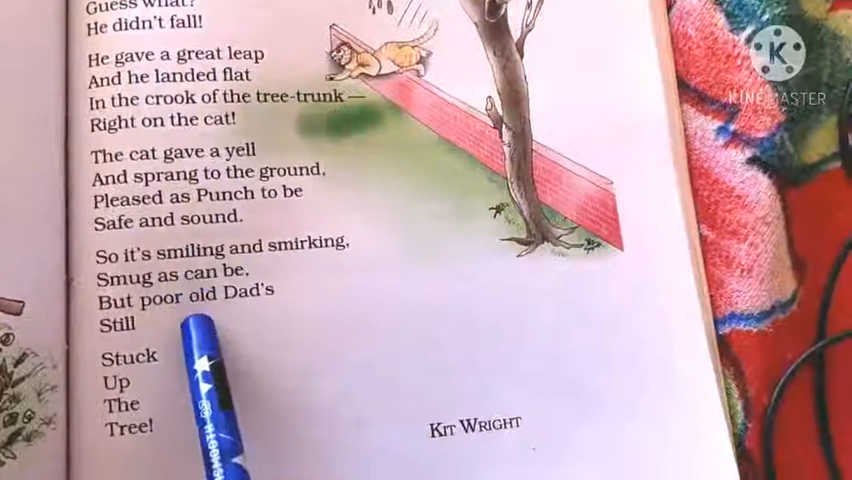 Guess what?
He didn't fall!
He gave a great leap
And he landed flat
In the crook of the tree-trunk —
Right on the cat!
The cat gave a yell
And sprang to the ground,
Pleased as Punch to be
Safe and sound.
So it's smiling and smirking,
Smug as can be,
But poor old Dad's
Still
Stuck
Up
The
Tree!
KIT WRIGHT
K
KINEMASTER